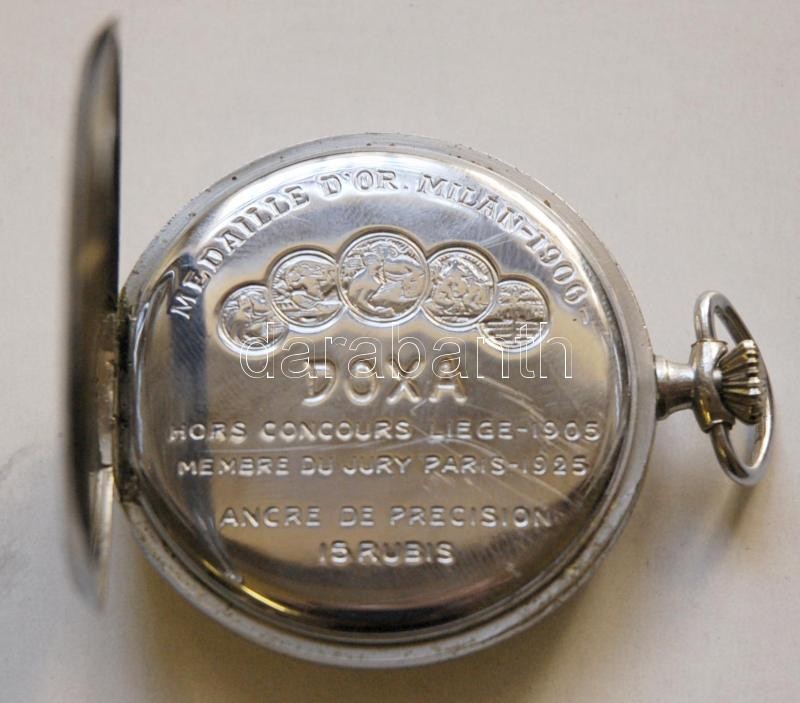 MEDAILLE D'OR. MILAN-1906-
darabanth
DOXA
HORS CONCOURS LIEGE-1905
MEMBRE DU JURY PARIS-1925
ANCRE DE PRECISION
15 RUBIS